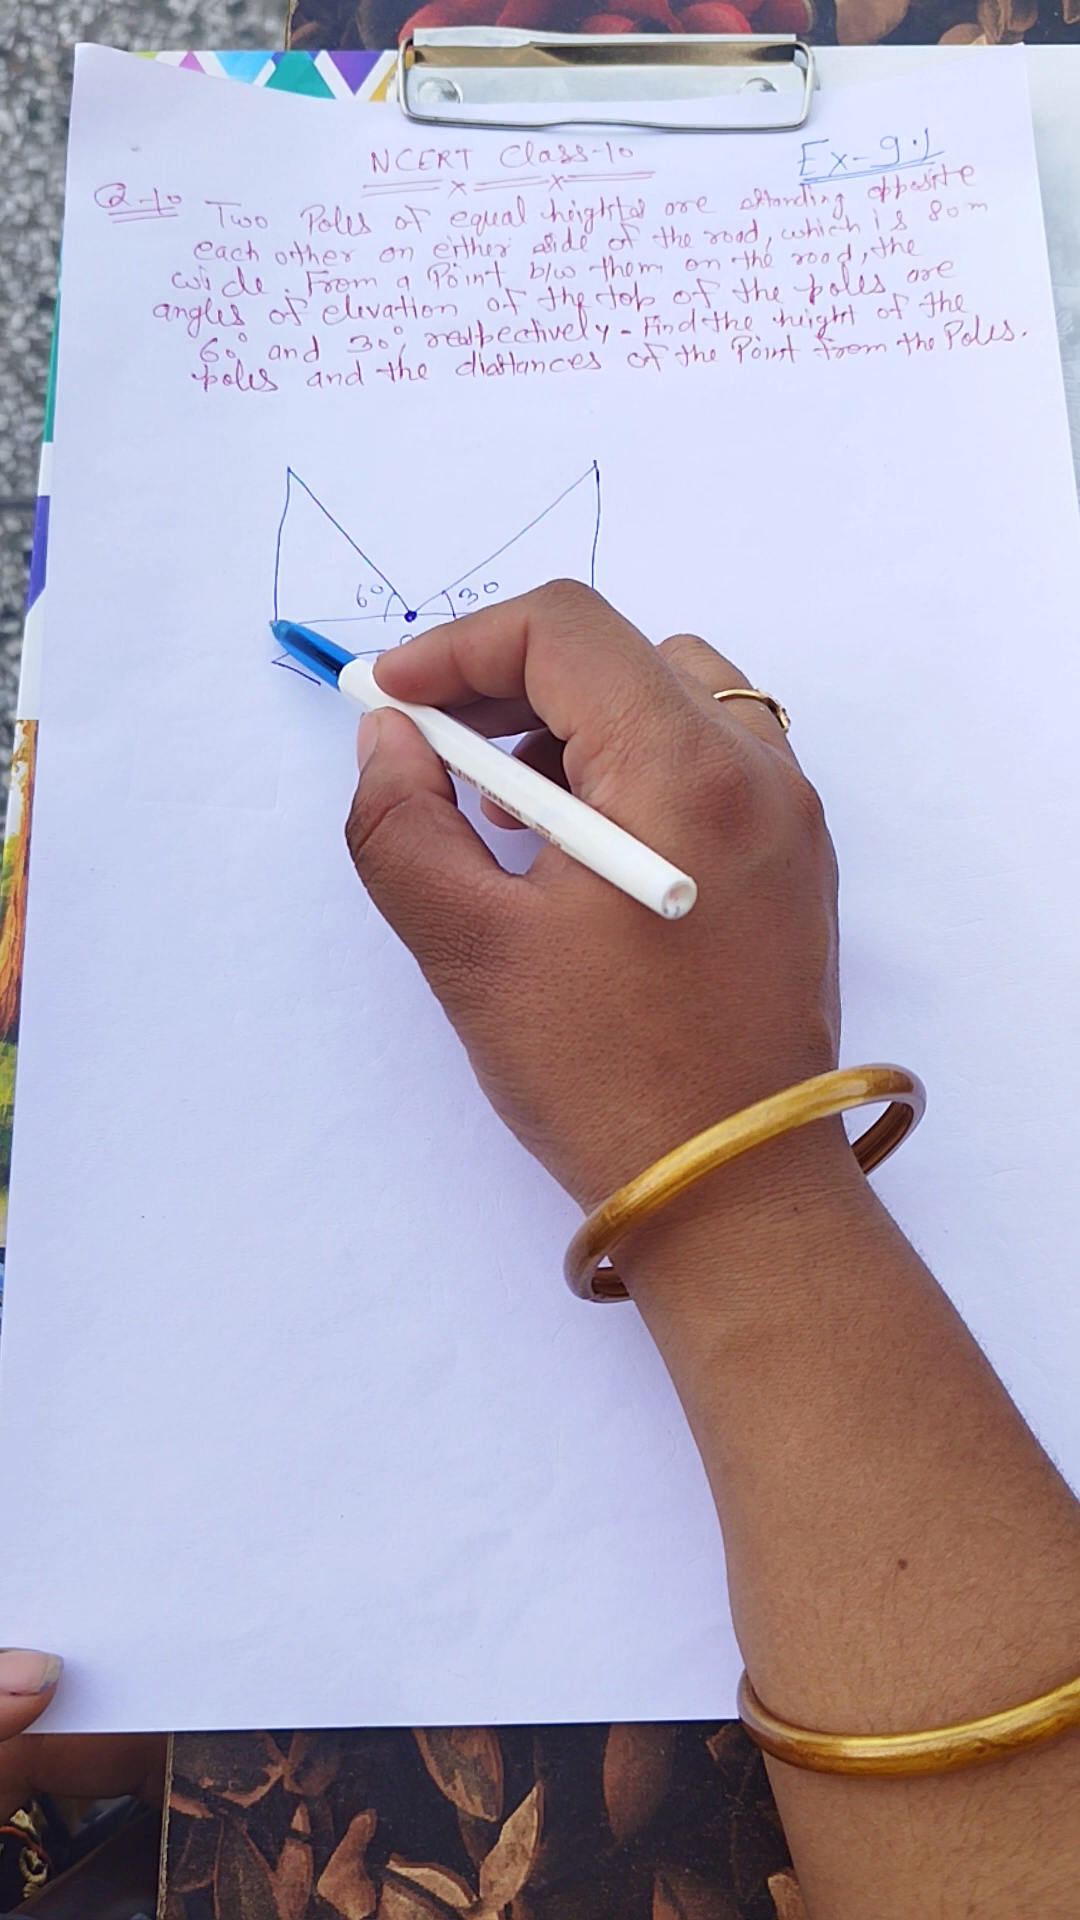 NCERT Class-10
Ex-9.1
Q-10 Two Poles of equal heights are standing opposite
each other on either side of the road, which is 80m
wide. From a Point b/w them on the road, the
angles of elevation of the top of the poles are
60° and 30°, respectively - Find the height of the
poles and the distances of the Point from the Poles.
60 30